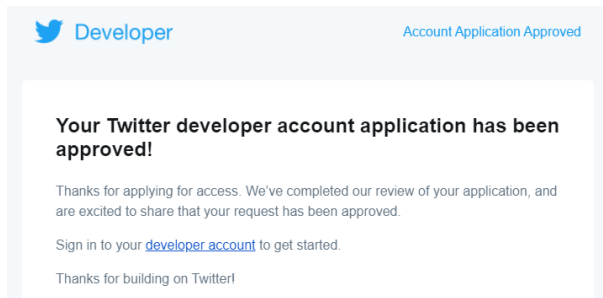 Developer
Account Application Approved
Your Twitter developer account application has been
approved!
Thanks for applying for access. We've completed our review of your application, and
are excited to share that your request has been approved.
Sign in to your developer account to get started.
Thanks for building on Twitter!